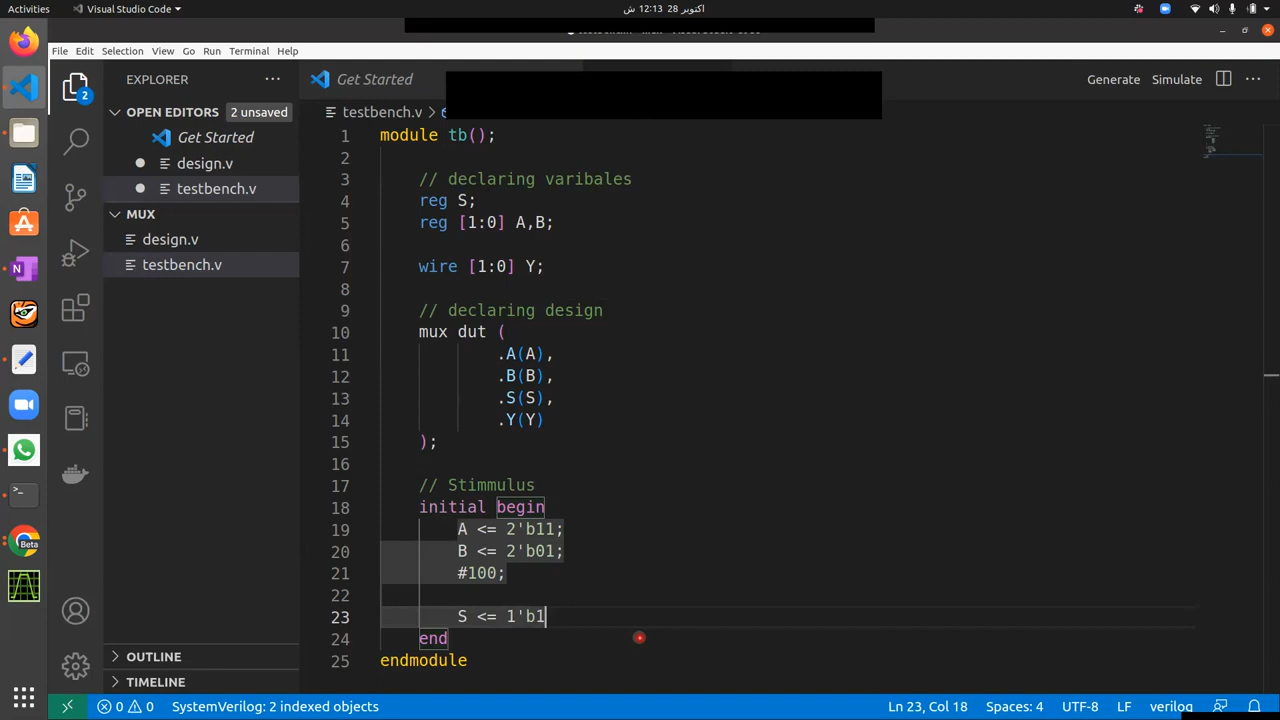 Activities
Visual Studio Code
اکتوبر 28 12:13 ش
File Edit Selection View Go Run Terminal Help
EXPLORER
Get Started
Generate Simulate
OPEN EDITORS 2 unsaved
testbench.v
Get Started
design.v
testbench.v
MUX
design.v
testbench.v
1 module tb();
2
3 // declaring varibales
4 reg S;
5 reg [1:0] A,B;
6
7 wire [1:0] Y;
8
9 // declaring design
10 mux dut (
11 .A(A),
12 .B(B),
13 .S(S),
14 .Y(Y)
15 );
16
17 // Stimmulus
18 initial begin
19 A <= 2'b11;
20 B <= 2'b01;
21 #100;
22
23 S <= 1'b1
24 end
25 endmodule
2
Beta
OUTLINE
TIMELINE
0 0 SystemVerilog: 2 indexed objects
Ln 23, Col 18 Spaces: 4 UTF-8 LF verilog